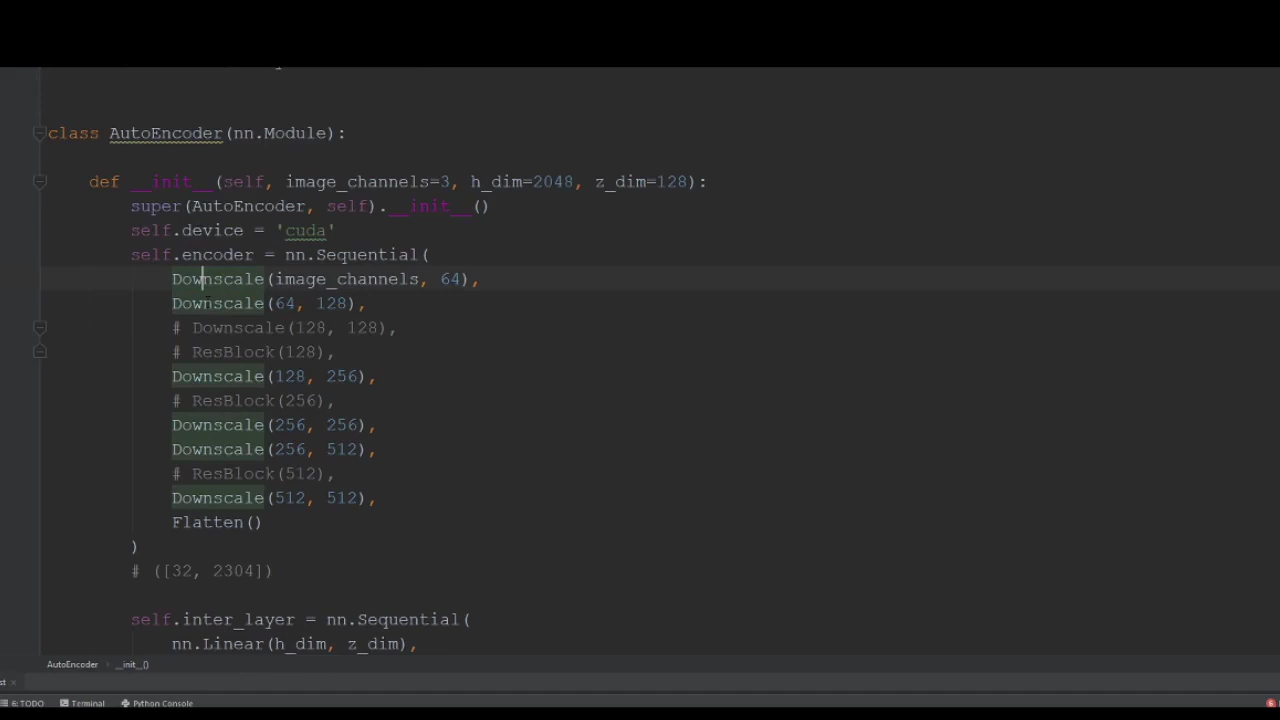 class AutoEncoder(nn.Module):
def __init__(self, image_channels=3, h_dim=2048, z_dim=128):
super(AutoEncoder, self).__init__()
self.device = 'cuda'
self.encoder = nn.Sequential(
Downscale(image_channels, 64),
Downscale(64, 128),
# Downscale(128, 128),
# ResBlock(128),
Downscale(128, 256),
# ResBlock(256),
Downscale(256, 256),
Downscale(256, 512),
# ResBlock(512),
Downscale(512, 512),
Flatten()
)
# ([32, 2304])
self.inter_layer = nn.Sequential(
nn.Linear(h_dim, z_dim),
AutoEncoder › __init__()
st ×
6: TODO Terminal Python Console 6